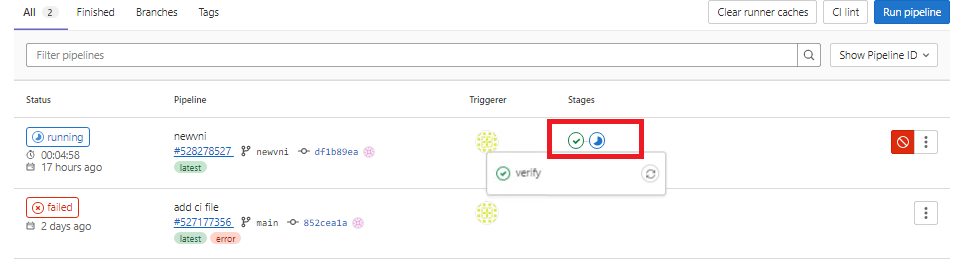 All 2 Finished Branches Tags Clear runner caches CI lint Run pipeline
Filter pipelines Show Pipeline ID
Status Pipeline Triggerer Stages
running newvni
#528278527 newvni df1b89ea
00:04:58
17 hours ago latest
verify
failed add ci file
#527177356 main 852cea1a
2 days ago
latest error